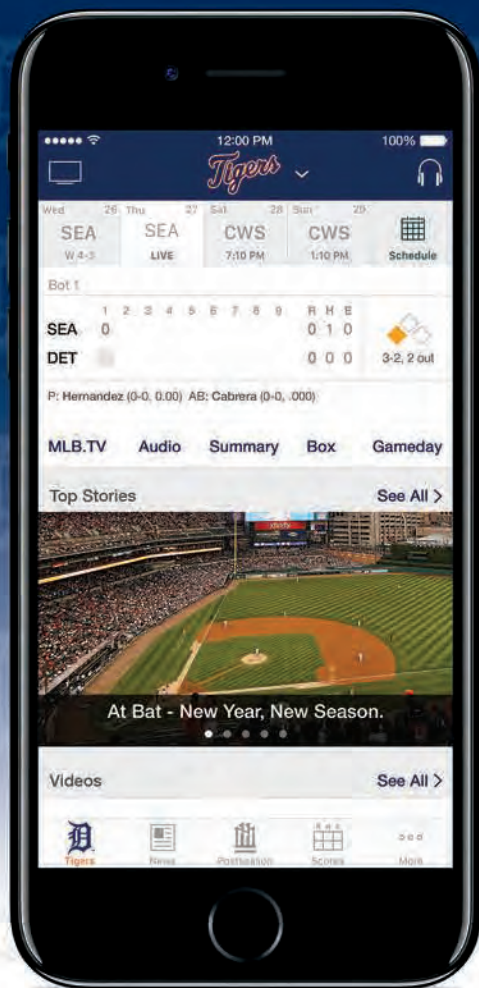 12:00 PM 100%
Tigers
Wed 26 Thu 27 Sat 28 Sun 29
SEA SEA CWS CWS
W 4-3 LIVE 7:10 PM 1:10 PM Schedule
Bot 1
1 2 3 4 5 6 7 8 9 R H E
SEA 0 0 1 0
DET 0 0 0 3-2, 2 out
P: Hernandez (0-0, 0.00) AB: Cabrera (0-0, .000)
MLB.TV Audio Summary Box Gameday
Top Stories See All >
At Bat - New Year, New Season.
Videos See All >
D
R H E
Tigers News Postseason Scores More